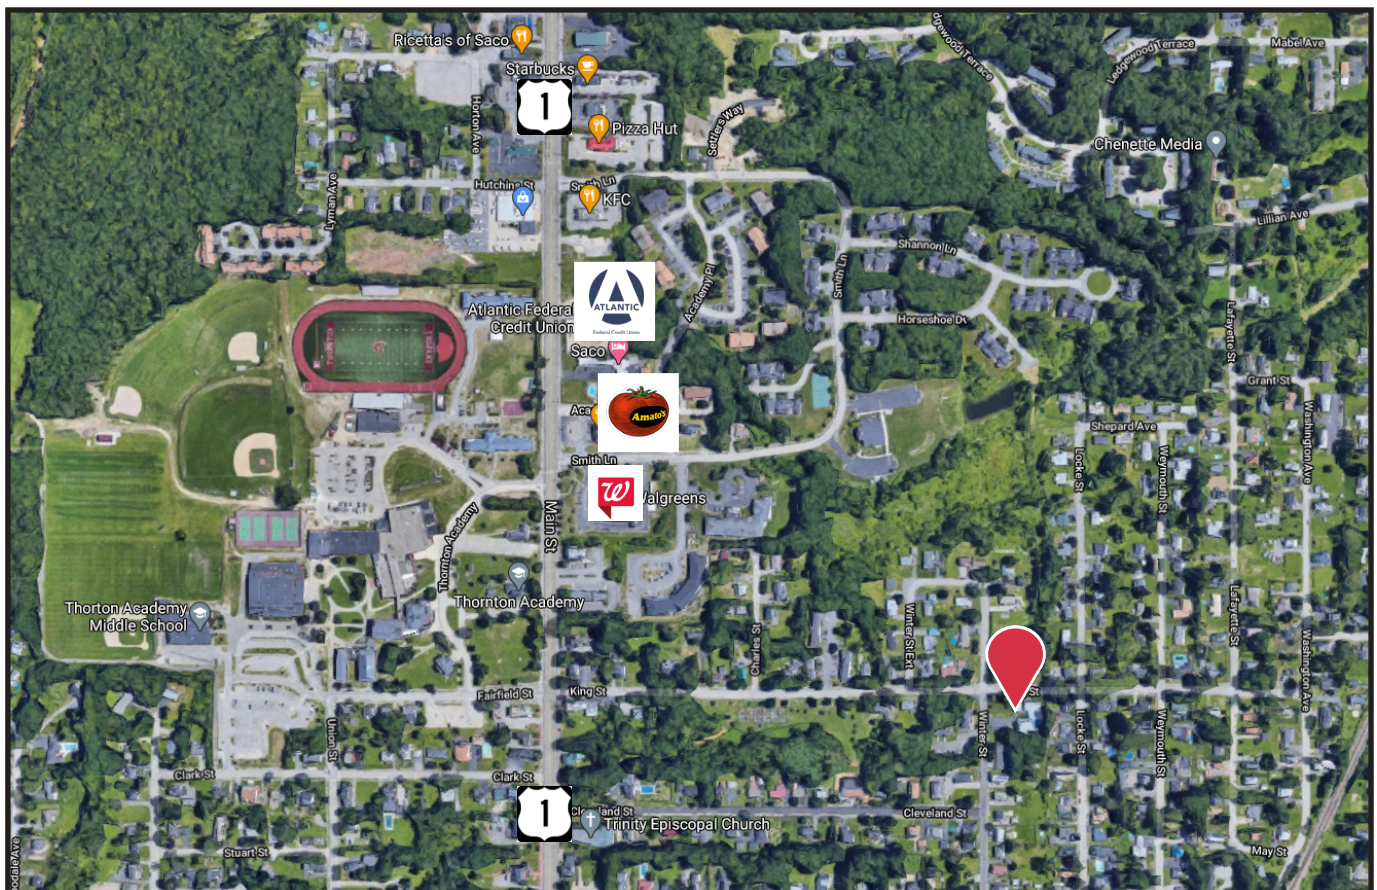 Ricetta's of Saco
Starbucks
1
Pizza Hut
Horton Ave
Settlers Way
Ledgewood Terrace
Mabel Ave
Chenette Media
Hutchins St
Smith Ln
KFC
Lyman Ave
Lillian Ave
Shannon Ln
Smith Ln
Academy Pl
ATLANTIC
Federal Credit Union
Atlantic Federal
Credit Union
Horseshoe Dr
Saco
Lafayette St
Grant St
Amato's
Aca
Washington Ave
Shepard Ave
Smith Ln
Locke St
Weymouth St
W
algreens
Main St
Thornton Academy
Thornton Academy
Thorton Academy
Middle School
Charles St
Winter St Ext
Lafayette St
Washington Ave
Fairfield St
King St
St
Union St
Winter St
Locke St
Weymouth St
Clark St
Clark St
1
Cleveland St
Cleveland St
Trinity Episcopal Church
Stuart St
May St
odale Ave